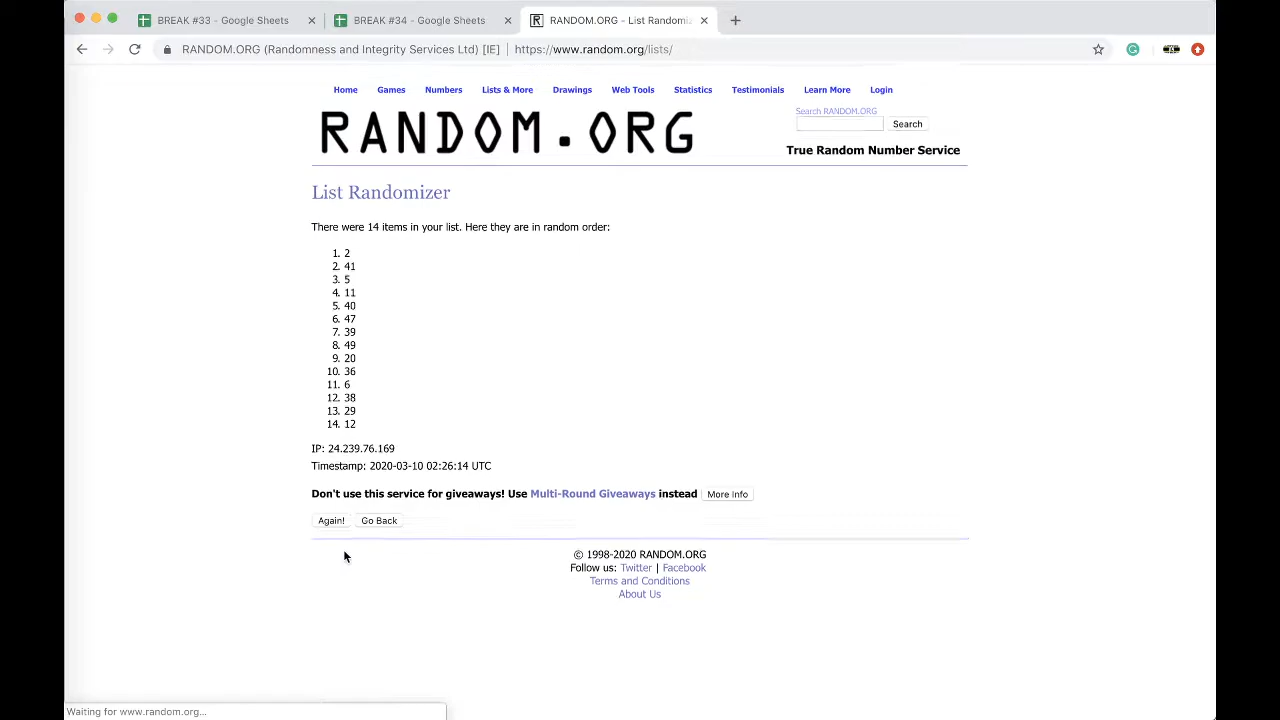 BREAK #33 - Google Sheets
BREAK #34 - Google Sheets
RANDOM.ORG - List Randomiz
RANDOM.ORG (Randomness and Integrity Services Ltd) [IE] | https://www.random.org/lists/
Home Games Numbers Lists & More Drawings Web Tools Statistics Testimonials Learn More Login
Search RANDOM.ORG
RANDOM.ORG
Search
True Random Number Service
List Randomizer
There were 14 items in your list. Here they are in random order:
1. 2
2. 41
3. 5
4. 11
5. 40
6. 47
7. 39
8. 49
9. 20
10. 36
11. 6
12. 38
13. 29
14. 12
IP: 24.239.76.169
Timestamp: 2020-03-10 02:26:14 UTC
Don't use this service for giveaways! Use Multi-Round Giveaways instead More Info
Again! Go Back
© 1998-2020 RANDOM.ORG
Follow us: Twitter | Facebook
Terms and Conditions
About Us
Waiting for www.random.org...